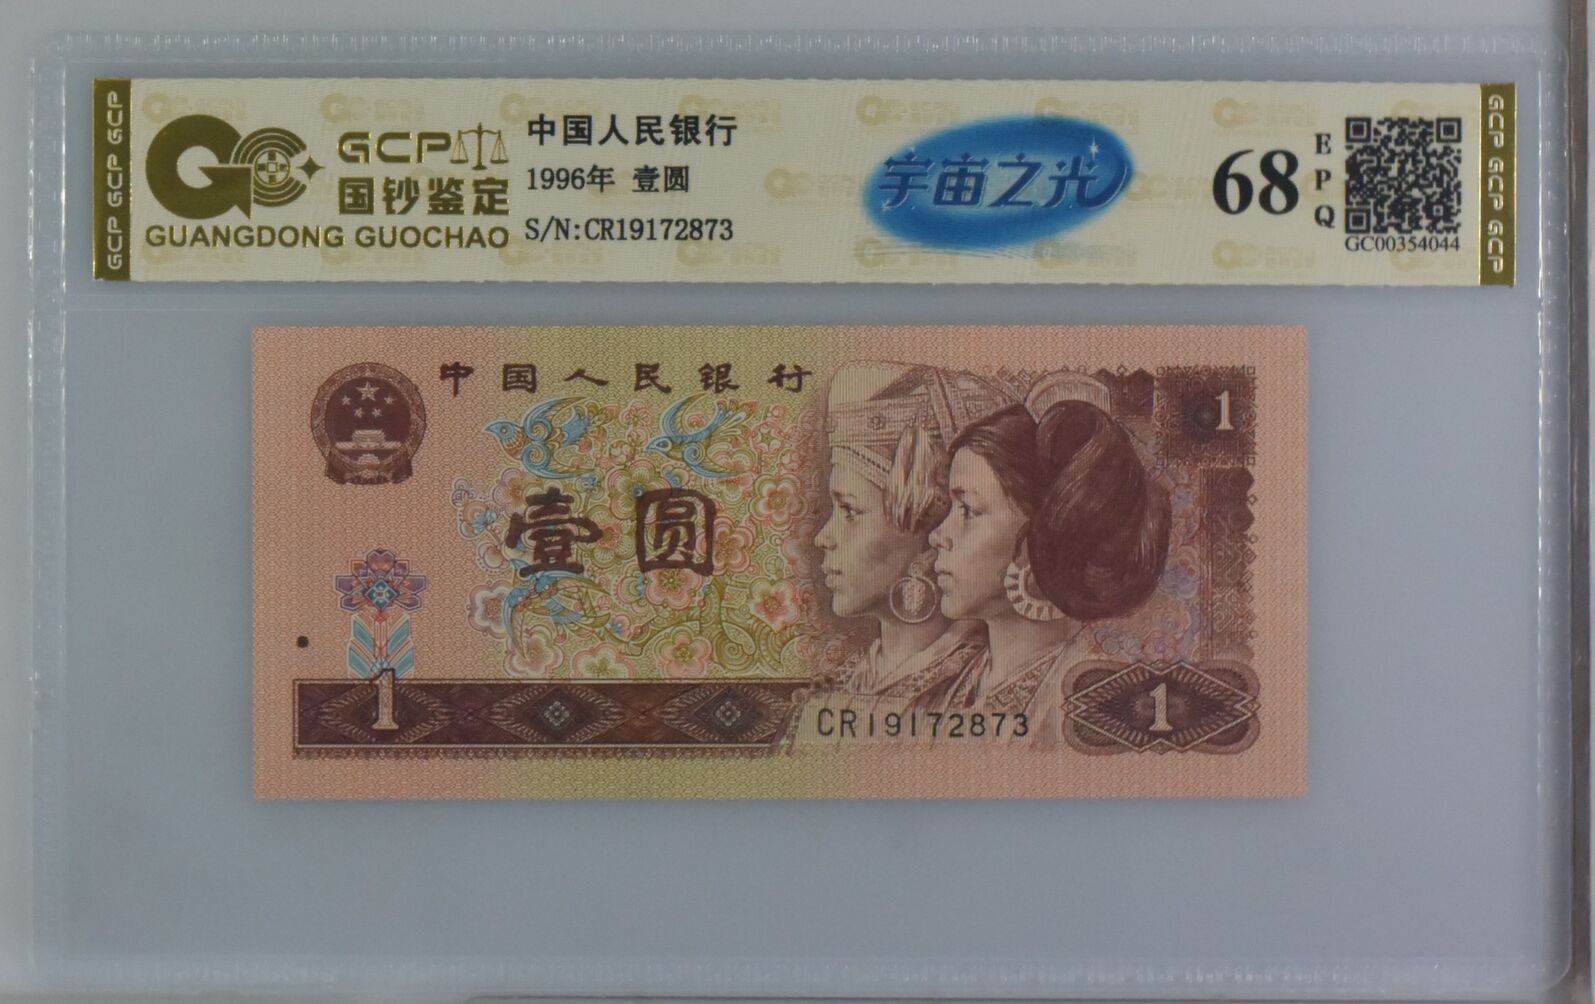 GCP GCP GCP
GCP
国钞鉴定
GUANGDONG GUOCHAO
中国人民银行
1996年 壹圆
S/N:CR19172873
宇宙之光
68
EPQ
GC00354044
GCP GCP GCP
中国人民银行
1
壹圆
1
CR19172873
1